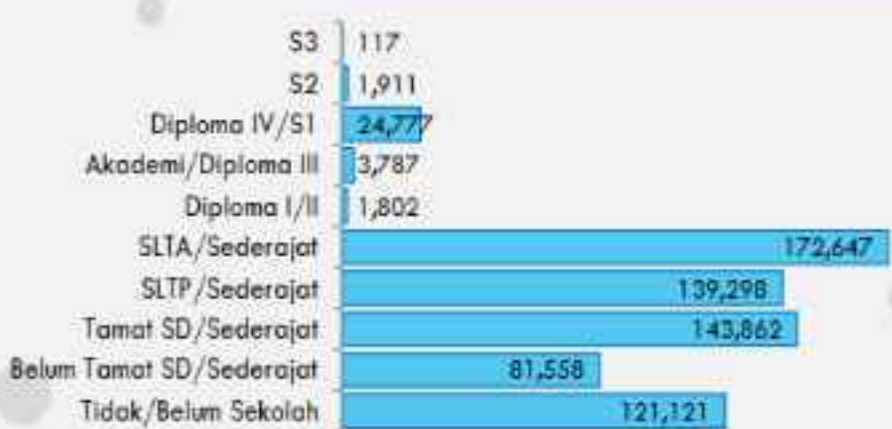 S3 117
S2 1,911
Diploma IV/S1 24,777
Akademi/Diploma III 3,787
Diploma I/II 1,802
SLTA/Sederajat 172,647
SLTP/Sederajat 139,298
Tamat SD/Sederajat 143,862
Belum Tamat SD/Sederajat 81,558
Tidak/Belum Sekolah 121,121